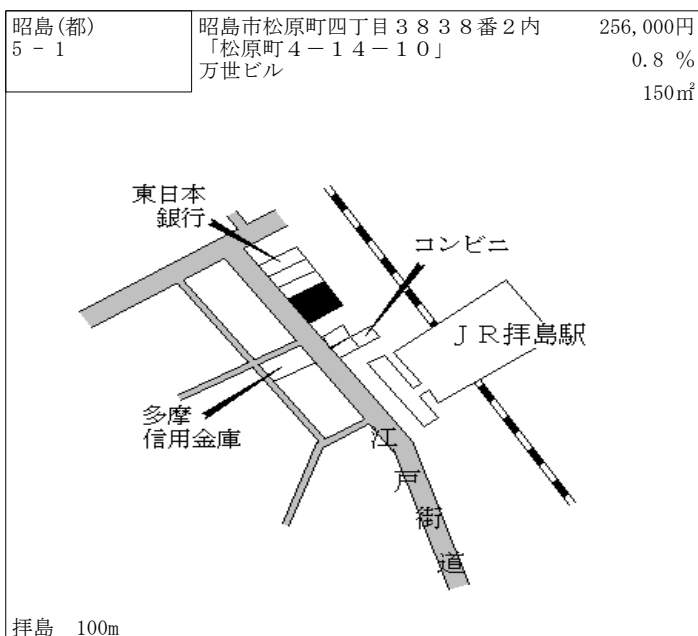 昭島(都)
5 - 1
昭島市松原町四丁目3838番2内
「松原町4-14-10」
万世ビル
256,000円
0.8 %
150㎡
東日本
銀行
コンビニ
JR拝島駅
多摩
信用金庫
江戸街道
拝島 100m